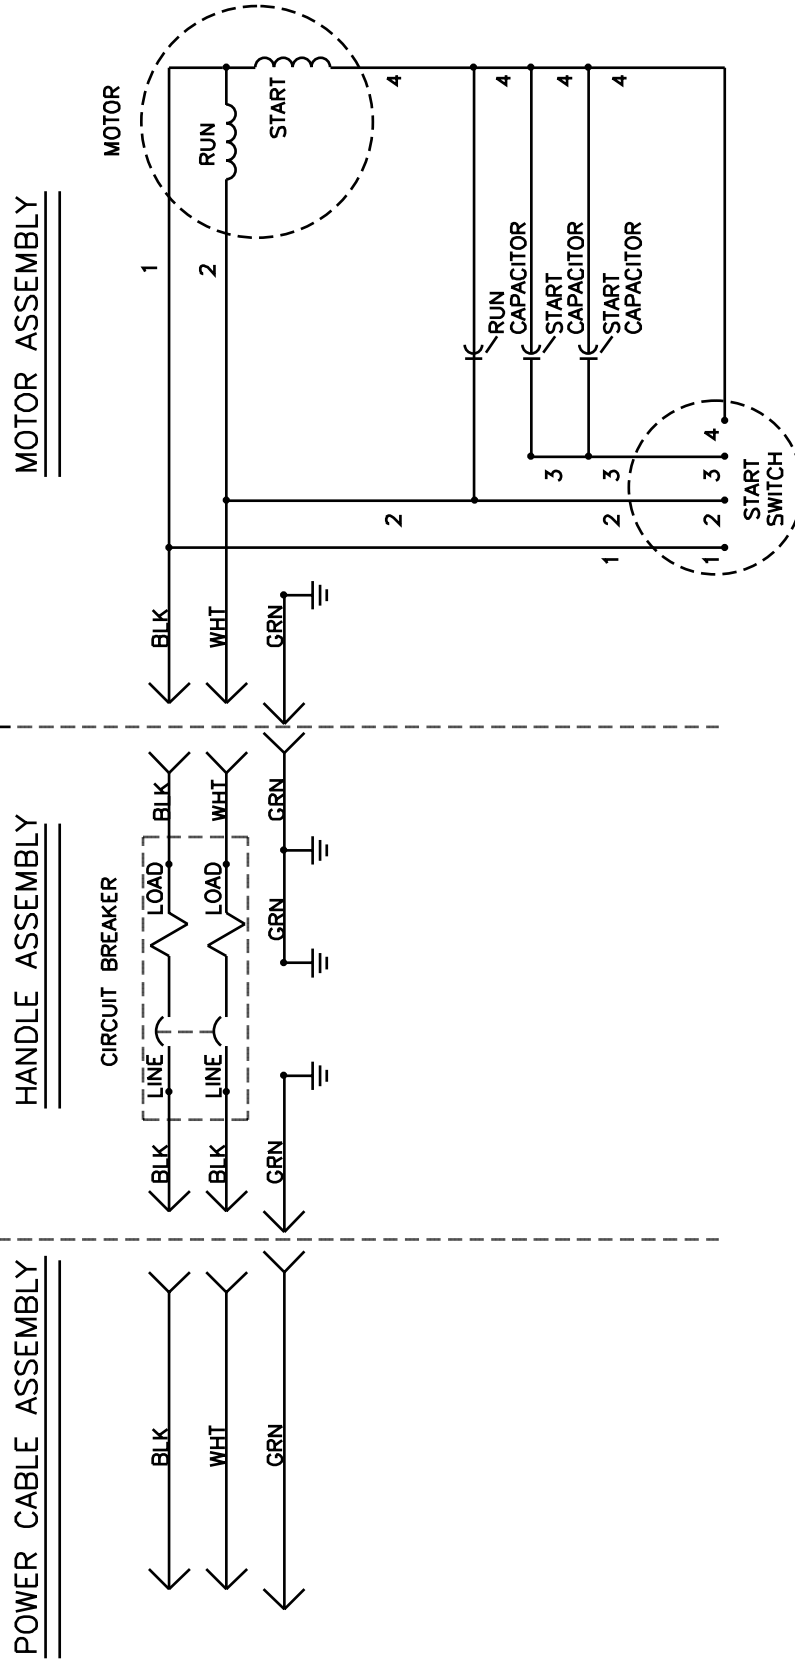 POWER CABLE ASSEMBLY
HANDLE ASSEMBLY
MOTOR ASSEMBLY
CIRCUIT BREAKER
MOTOR
BLK
BLK
LINE
LOAD
BLK
BLK
1
WHT
BLK
LINE
LOAD
WHT
WHT
2
RUN
GRN
GRN
GRN
GRN
GRN
START
2
4
RUN
CAPACITOR
4
3
START
CAPACITOR
4
1
2
3
START
CAPACITOR
4
1
2
3
4
START
SWITCH